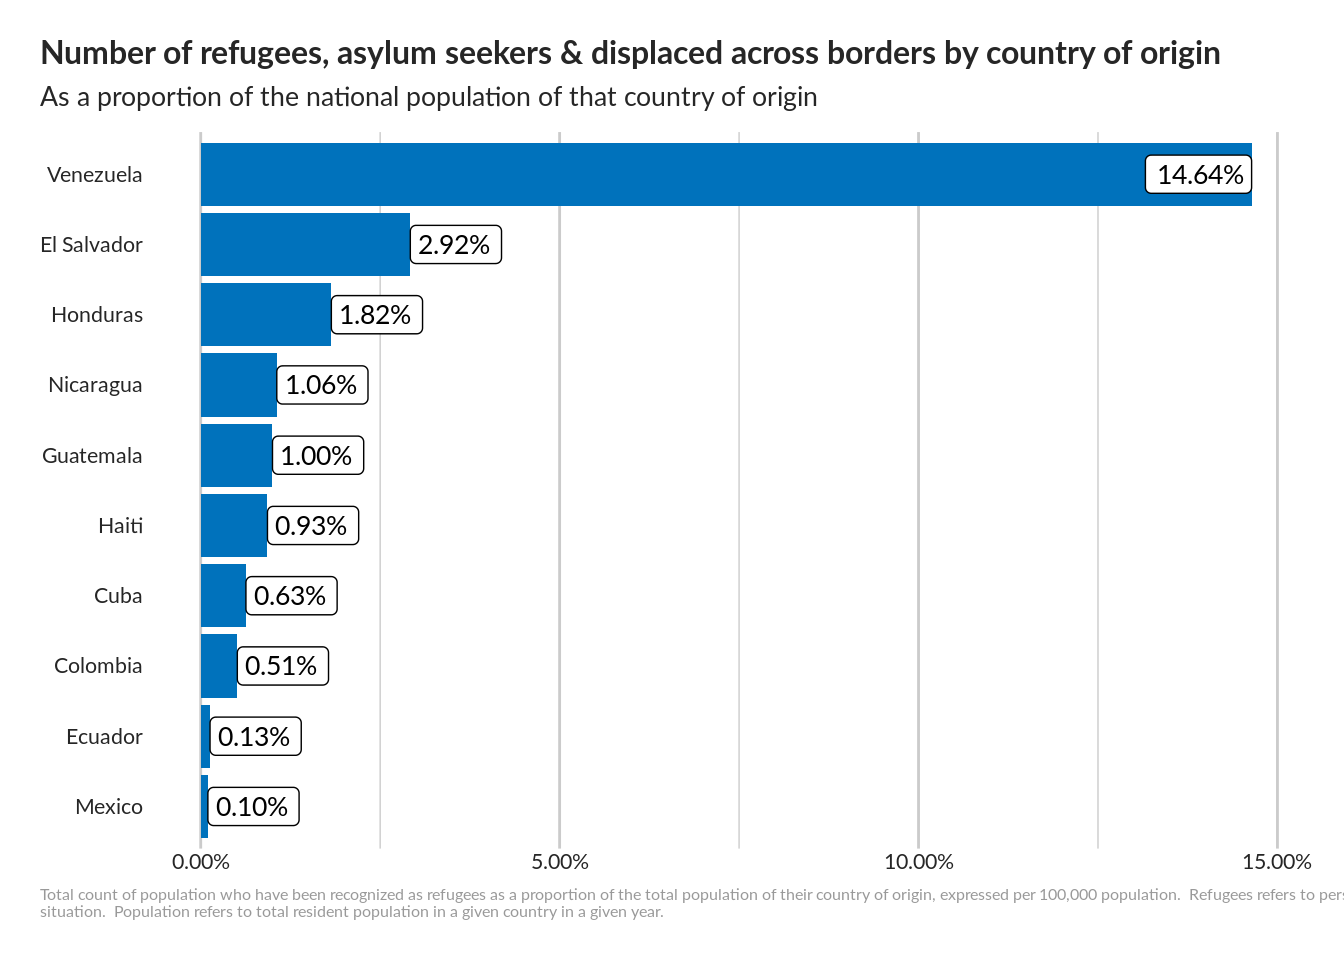 Number of refugees, asylum seekers & displaced across borders by country of origin
As a proportion of the national population of that country of origin
Venezuela 14.64%
El Salvador 2.92%
Honduras 1.82%
Nicaragua 1.06%
Guatemala 1.00%
Haiti 0.93%
Cuba 0.63%
Colombia 0.51%
Ecuador 0.13%
Mexico 0.10%
0.00% 5.00% 10.00% 15.00%
Total count of population who have been recognized as refugees as a proportion of the total population of their country of origin, expressed per 100,000 population.  Refugees refers to
situation.  Population refers to total resident population in a given country in a given year.